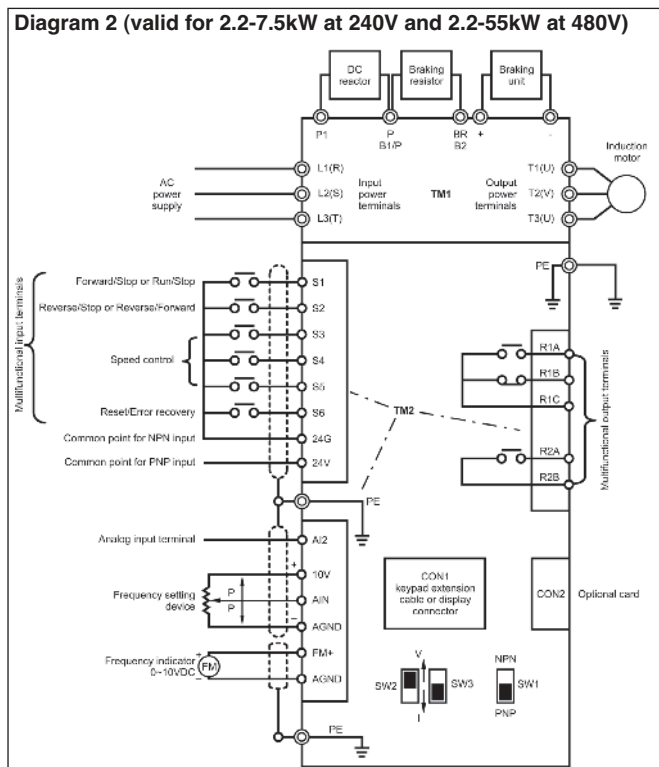 Diagram 2 (valid for 2.2-7.5kW at 240V and 2.2-55kW at 480V)
DC
reactor
Braking
resistor
Braking
unit
P1
P
B1/P
BR
B2
+
-
Induction
motor
AC
power
supply
L1(R)
L2(S)
L3(T)
Input
power
terminals
TM1
Output
power
terminals
T1(U)
T2(V)
T3(U)
PE
Multifunctional input terminals
Forward/Stop or Run/Stop
S1
Reverse/Stop or Reverse/Forward
S2
S3
Speed control
S4
S5
Reset/Error recovery
S6
Common point for NPN input
24G
Common point for PNP input
24V
TM2
R1A
R1B
R1C
R2A
R2B
Multifunctional output terminals
PE
Analog input terminal
AI2
+
10V
Frequency setting
device
P
P
AIN
−
AGND
Frequency indicator
0~10VDC
+
FM
−
FM+
AGND
PE
CON1
keypad extension
cable or display
connector
CON2
Optional card
V
SW2
SW3
I
NPN
SW1
PNP